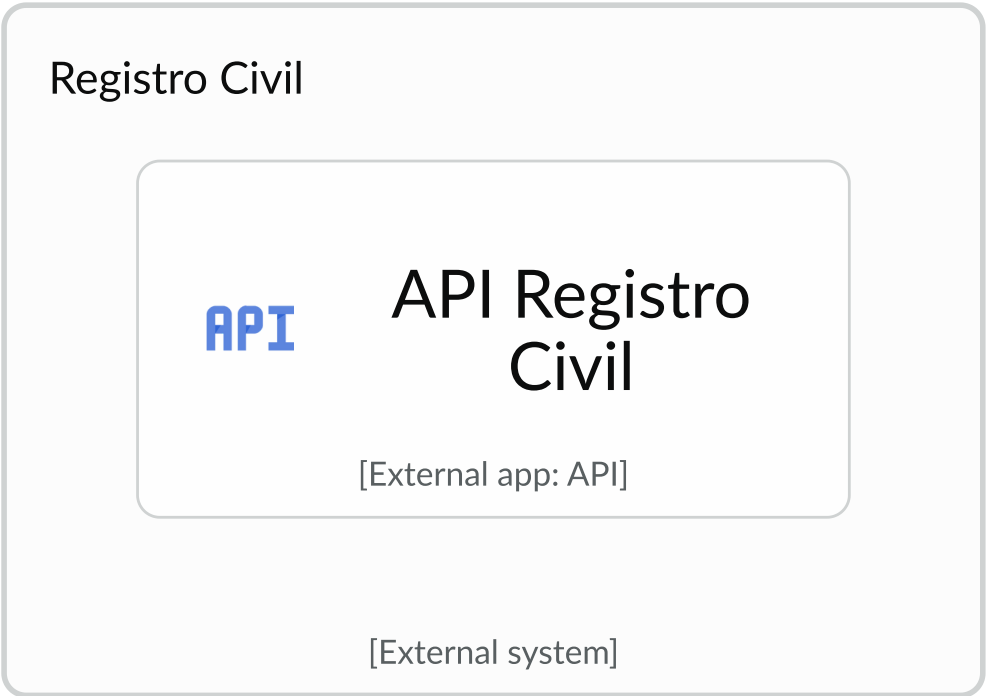 Registro Civil
API
API Registro
Civil
[External app: API]
[External system]